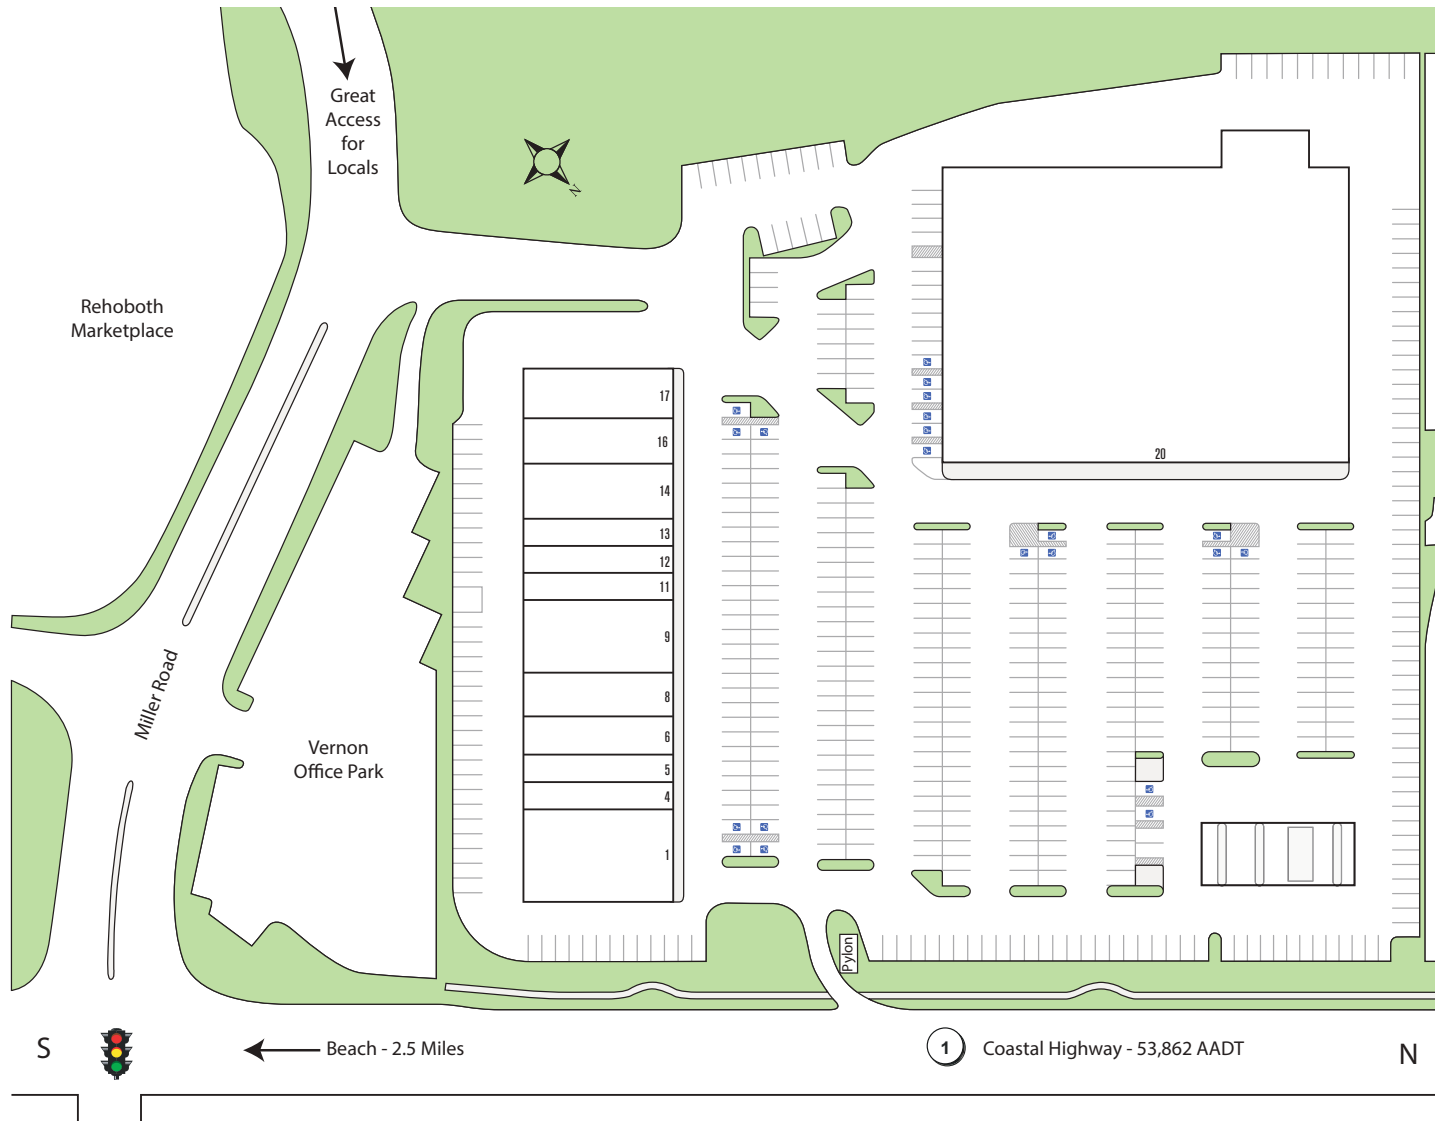 Great
Access
for
Locals
N
Rehoboth
Marketplace
17
16
14
13
12
11
9
8
6
5
4
1
20
Miller Road
Vernon
Office Park
Pylon
S
Beach - 2.5 Miles
1
Coastal Highway - 53,862 AADT
N